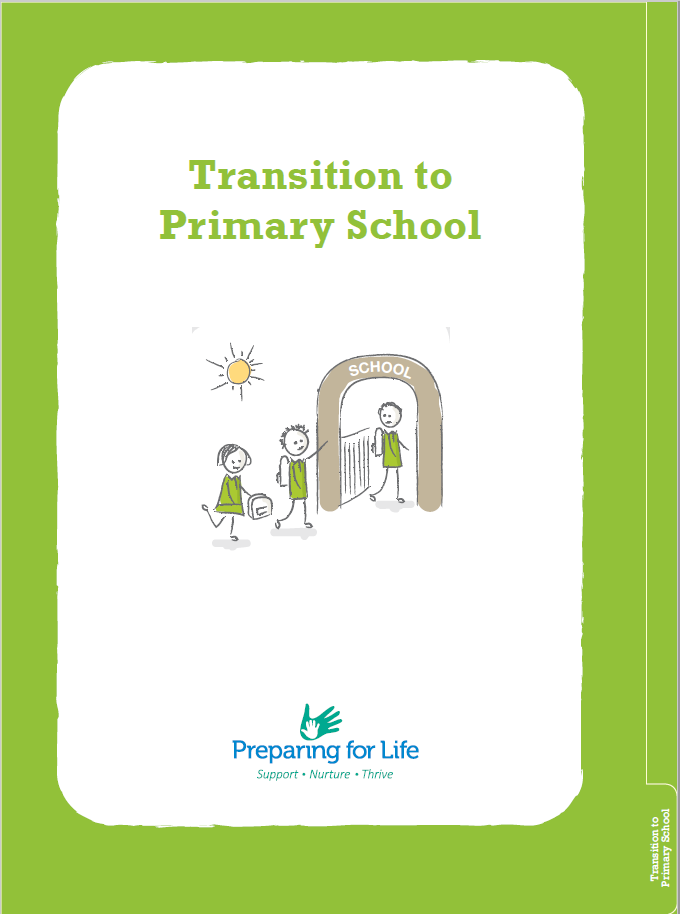 Transition to
Primary School
SCHOOL
Preparing for Life
Support • Nurture • Thrive
Transition to
Primary School